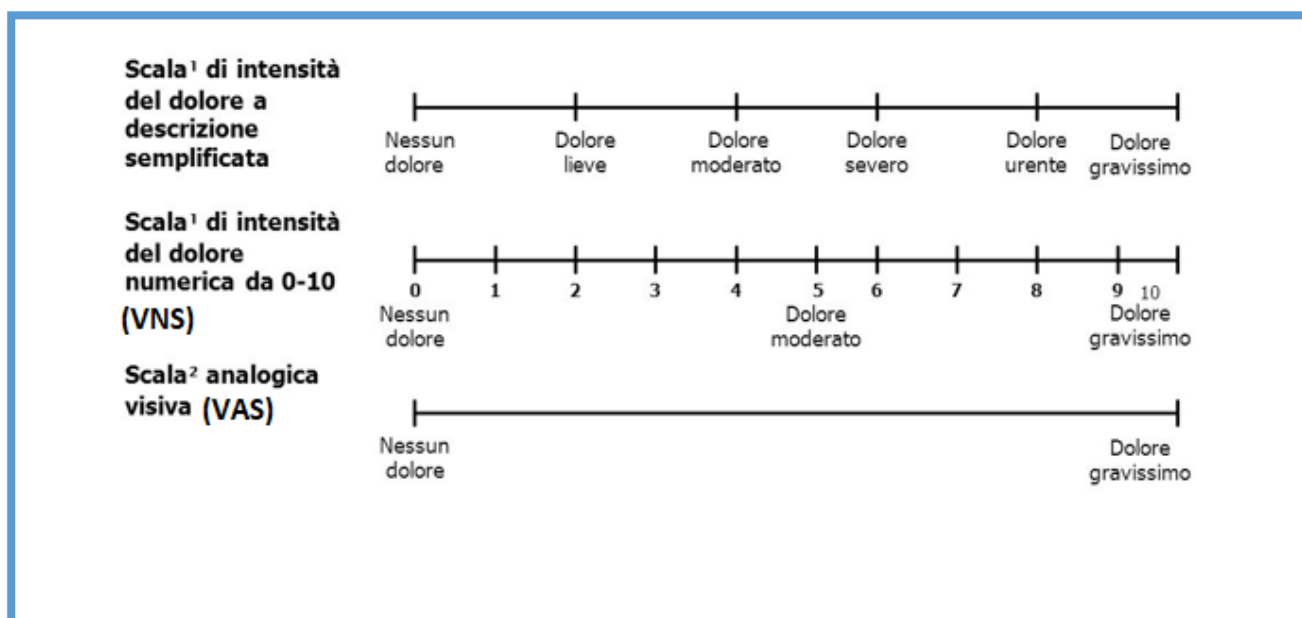 Scala¹ di intensità
del dolore a
descrizione
semplificata
Nessun
dolore
Dolore
lieve
Dolore
moderato
Dolore
severo
Dolore
urente
Dolore
gravissimo
Scala¹ di intensità
del dolore
numerica da 0-10
(VNS)
0 1 2 3 4 5 6 7 8 9 10
Nessun
dolore
Dolore
moderato
Dolore
gravissimo
Scala² analogica
visiva (VAS)
Nessun
dolore
Dolore
gravissimo